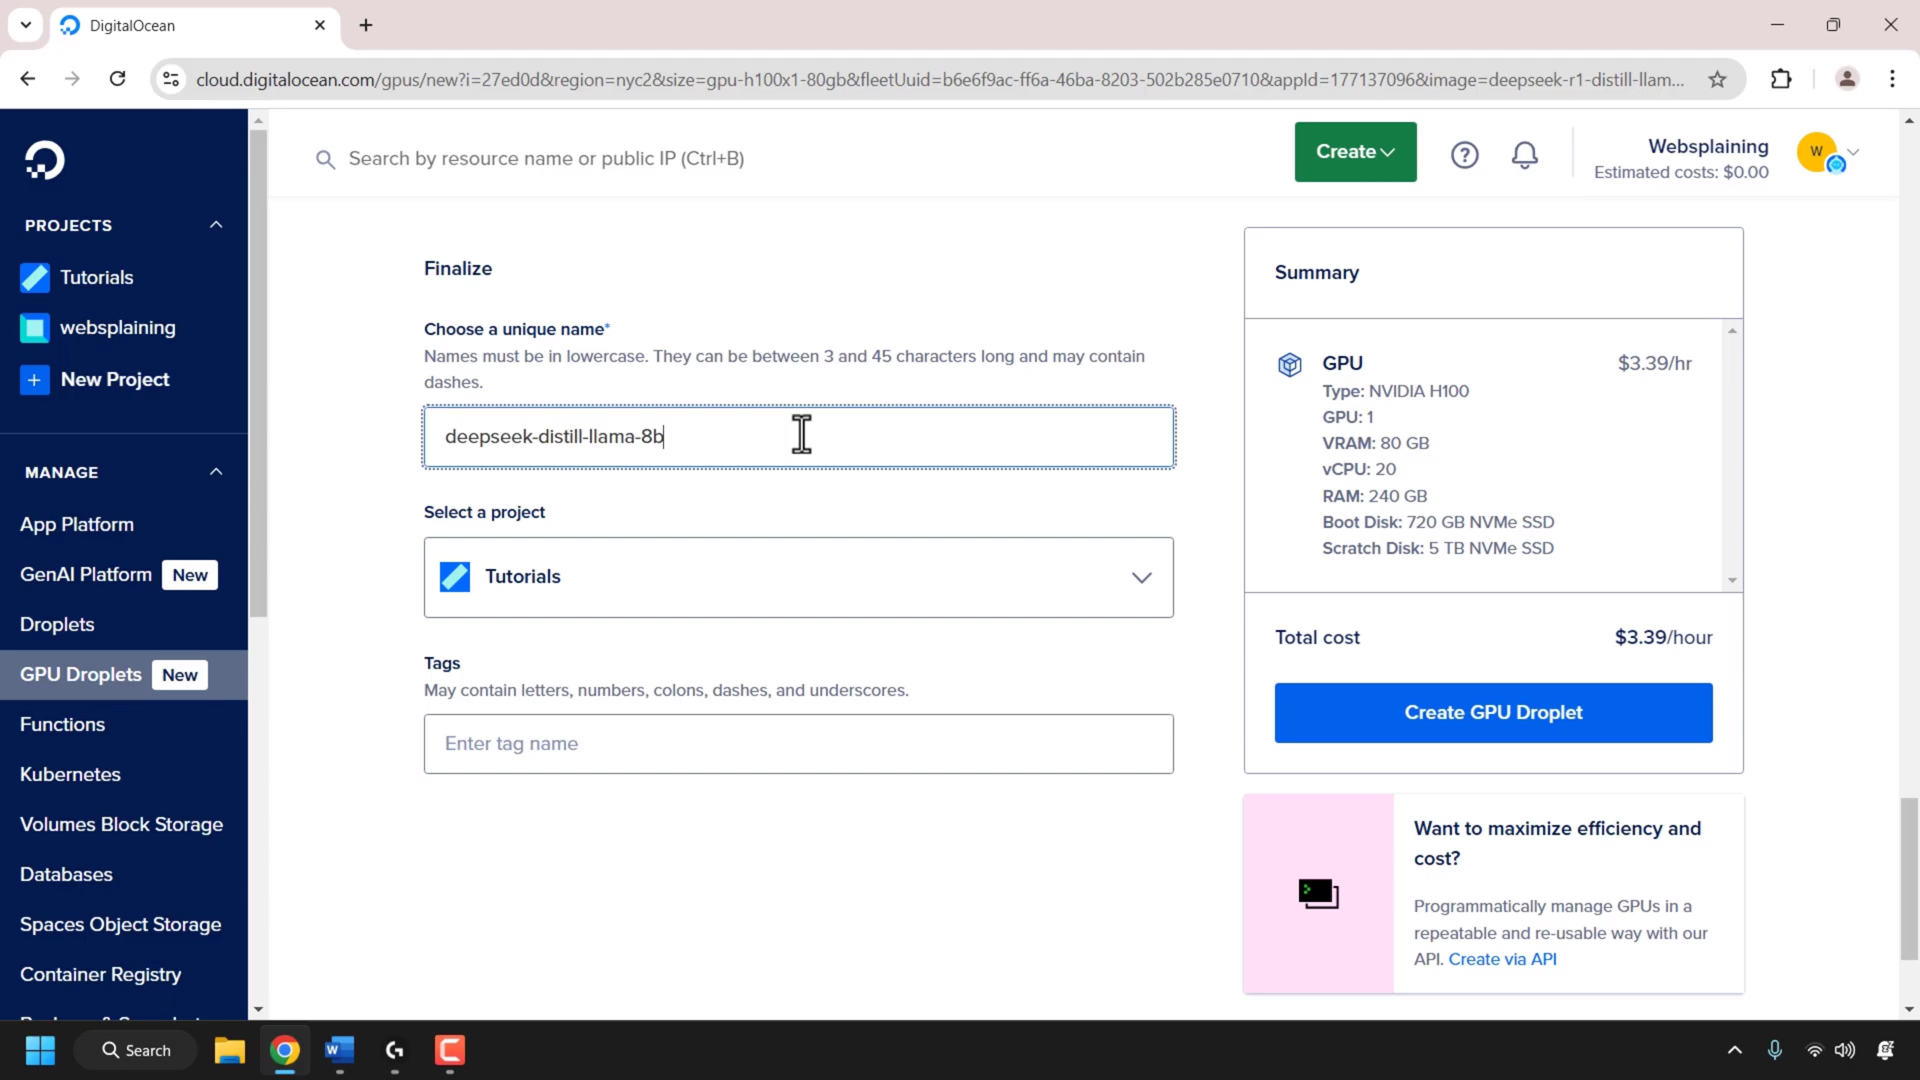 DigitalOcean
cloud.digitalocean.com/gpus/new?i=27ed0d&region=nyc2&size=gpu-h100x1-80gb&fleetUuid=b6e6f9ac-ff6a-46ba-8203-502b285e0710&appId=177137096&image=deepseek-r1-distill-llam...
Search by resource name or public IP (Ctrl+B)
Create
Websplaining
Estimated costs: $0.00
W
PROJECTS
Tutorials
websplaining
New Project
MANAGE
App Platform
GenAI Platform New
Droplets
GPU Droplets New
Functions
Kubernetes
Volumes Block Storage
Databases
Spaces Object Storage
Container Registry
Finalize
Choose a unique name*
Names must be in lowercase. They can be between 3 and 45 characters long and may contain
dashes.
deepseek-distill-llama-8b
Select a project
Tutorials
Tags
May contain letters, numbers, colons, dashes, and underscores.
Enter tag name
Summary
GPU $3.39/hr
Type: NVIDIA H100
GPU: 1
VRAM: 80 GB
vCPU: 20
RAM: 240 GB
Boot Disk: 720 GB NVMe SSD
Scratch Disk: 5 TB NVMe SSD
Total cost $3.39/hour
Create GPU Droplet
Want to maximize efficiency and
cost?
Programmatically manage GPUs in a
repeatable and re-usable way with our
API. Create via API
Search